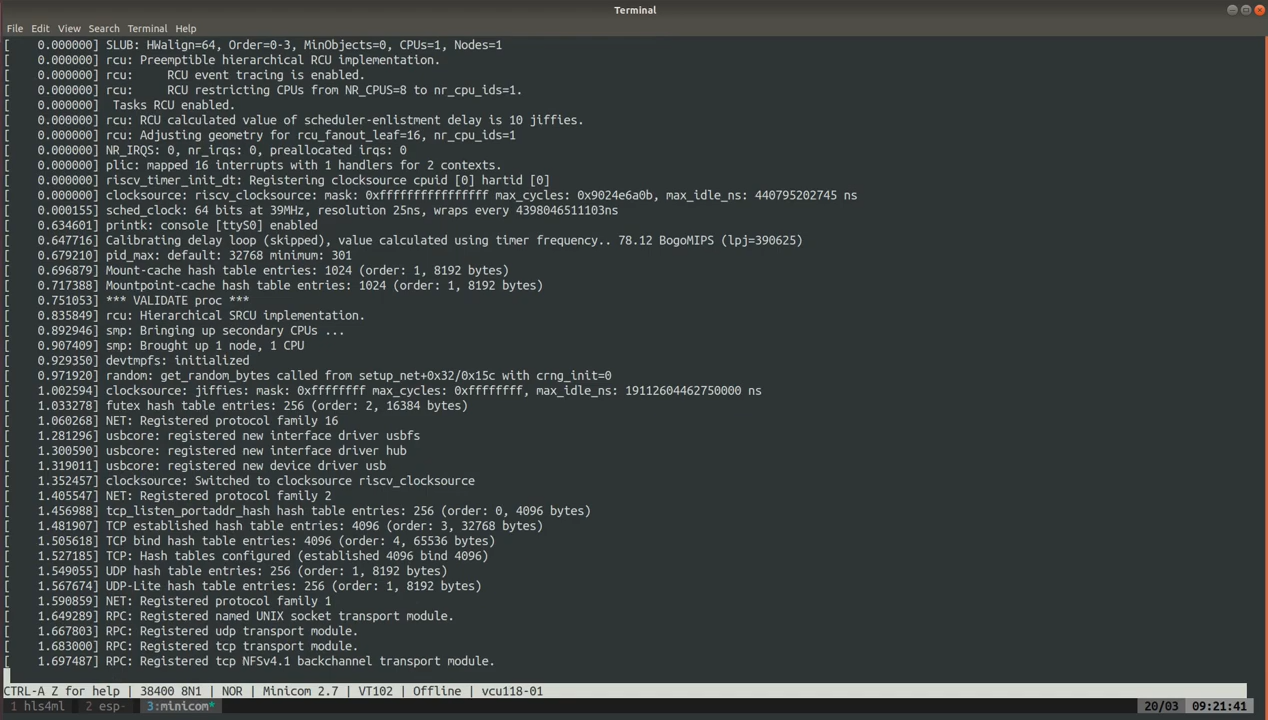 Terminal
File Edit View Search Terminal Help
[    0.000000] SLUB: HWalign=64, Order=0-3, MinObjects=0, CPUs=1, Nodes=1
[    0.000000] rcu: Preemptible hierarchical RCU implementation.
[    0.000000] rcu:     RCU event tracing is enabled.
[    0.000000] rcu:     RCU restricting CPUs from NR_CPUS=8 to nr_cpu_ids=1.
[    0.000000]  Tasks RCU enabled.
[    0.000000] rcu: RCU calculated value of scheduler-enlistment delay is 10 jiffies.
[    0.000000] rcu: Adjusting geometry for rcu_fanout_leaf=16, nr_cpu_ids=1
[    0.000000] NR_IRQS: 0, nr_irqs: 0, preallocated irqs: 0
[    0.000000] plic: mapped 16 interrupts with 1 handlers for 2 contexts.
[    0.000000] riscv_timer_init_dt: Registering clocksource cpuid [0] hartid [0]
[    0.000000] clocksource: riscv_clocksource: mask: 0xffffffffffffffff max_cycles: 0x9024e6a0b, max_idle_ns: 440795202745 ns
[    0.000155] sched_clock: 64 bits at 39MHz, resolution 25ns, wraps every 4398046511103ns
[    0.634601] printk: console [ttyS0] enabled
[    0.647716] Calibrating delay loop (skipped), value calculated using timer frequency.. 78.12 BogoMIPS (lpj=390625)
[    0.679210] pid_max: default: 32768 minimum: 301
[    0.696879] Mount-cache hash table entries: 1024 (order: 1, 8192 bytes)
[    0.717388] Mountpoint-cache hash table entries: 1024 (order: 1, 8192 bytes)
[    0.751053] *** VALIDATE proc ***
[    0.835849] rcu: Hierarchical SRCU implementation.
[    0.892946] smp: Bringing up secondary CPUs ...
[    0.907409] smp: Brought up 1 node, 1 CPU
[    0.929350] devtmpfs: initialized
[    0.971920] random: get_random_bytes called from setup_net+0x32/0x15c with crng_init=0
[    1.002594] clocksource: jiffies: mask: 0xffffffff max_cycles: 0xffffffff, max_idle_ns: 19112604462750000 ns
[    1.033278] futex hash table entries: 256 (order: 2, 16384 bytes)
[    1.060268] NET: Registered protocol family 16
[    1.281296] usbcore: registered new interface driver usbfs
[    1.300590] usbcore: registered new interface driver hub
[    1.319011] usbcore: registered new device driver usb
[    1.352457] clocksource: Switched to clocksource riscv_clocksource
[    1.405547] NET: Registered protocol family 2
[    1.456988] tcp_listen_portaddr_hash hash table entries: 256 (order: 0, 4096 bytes)
[    1.481907] TCP established hash table entries: 4096 (order: 3, 32768 bytes)
[    1.505618] TCP bind hash table entries: 4096 (order: 4, 65536 bytes)
[    1.527185] TCP: Hash tables configured (established 4096 bind 4096)
[    1.549055] UDP hash table entries: 256 (order: 1, 8192 bytes)
[    1.567674] UDP-Lite hash table entries: 256 (order: 1, 8192 bytes)
[    1.590859] NET: Registered protocol family 1
[    1.649289] RPC: Registered named UNIX socket transport module.
[    1.667803] RPC: Registered udp transport module.
[    1.683000] RPC: Registered tcp transport module.
[    1.697487] RPC: Registered tcp NFSv4.1 backchannel transport module.
CTRL-A Z for help | 38400 8N1 | NOR | Minicom 2.7 | VT102 | Offline | vcu118-01
1 hls4ml 2 esp- 3:minicom* 20/03 09:21:41